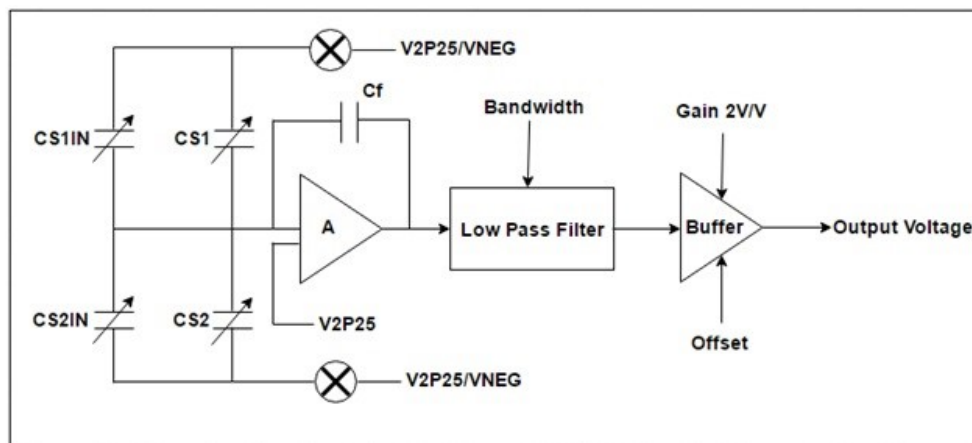 V2P25/VNEG
Cf
Bandwidth
Gain 2V/V
CS1IN
CS1
A
Low Pass Filter
Buffer
Output Voltage
CS2IN
CS2
V2P25
Offset
V2P25/VNEG